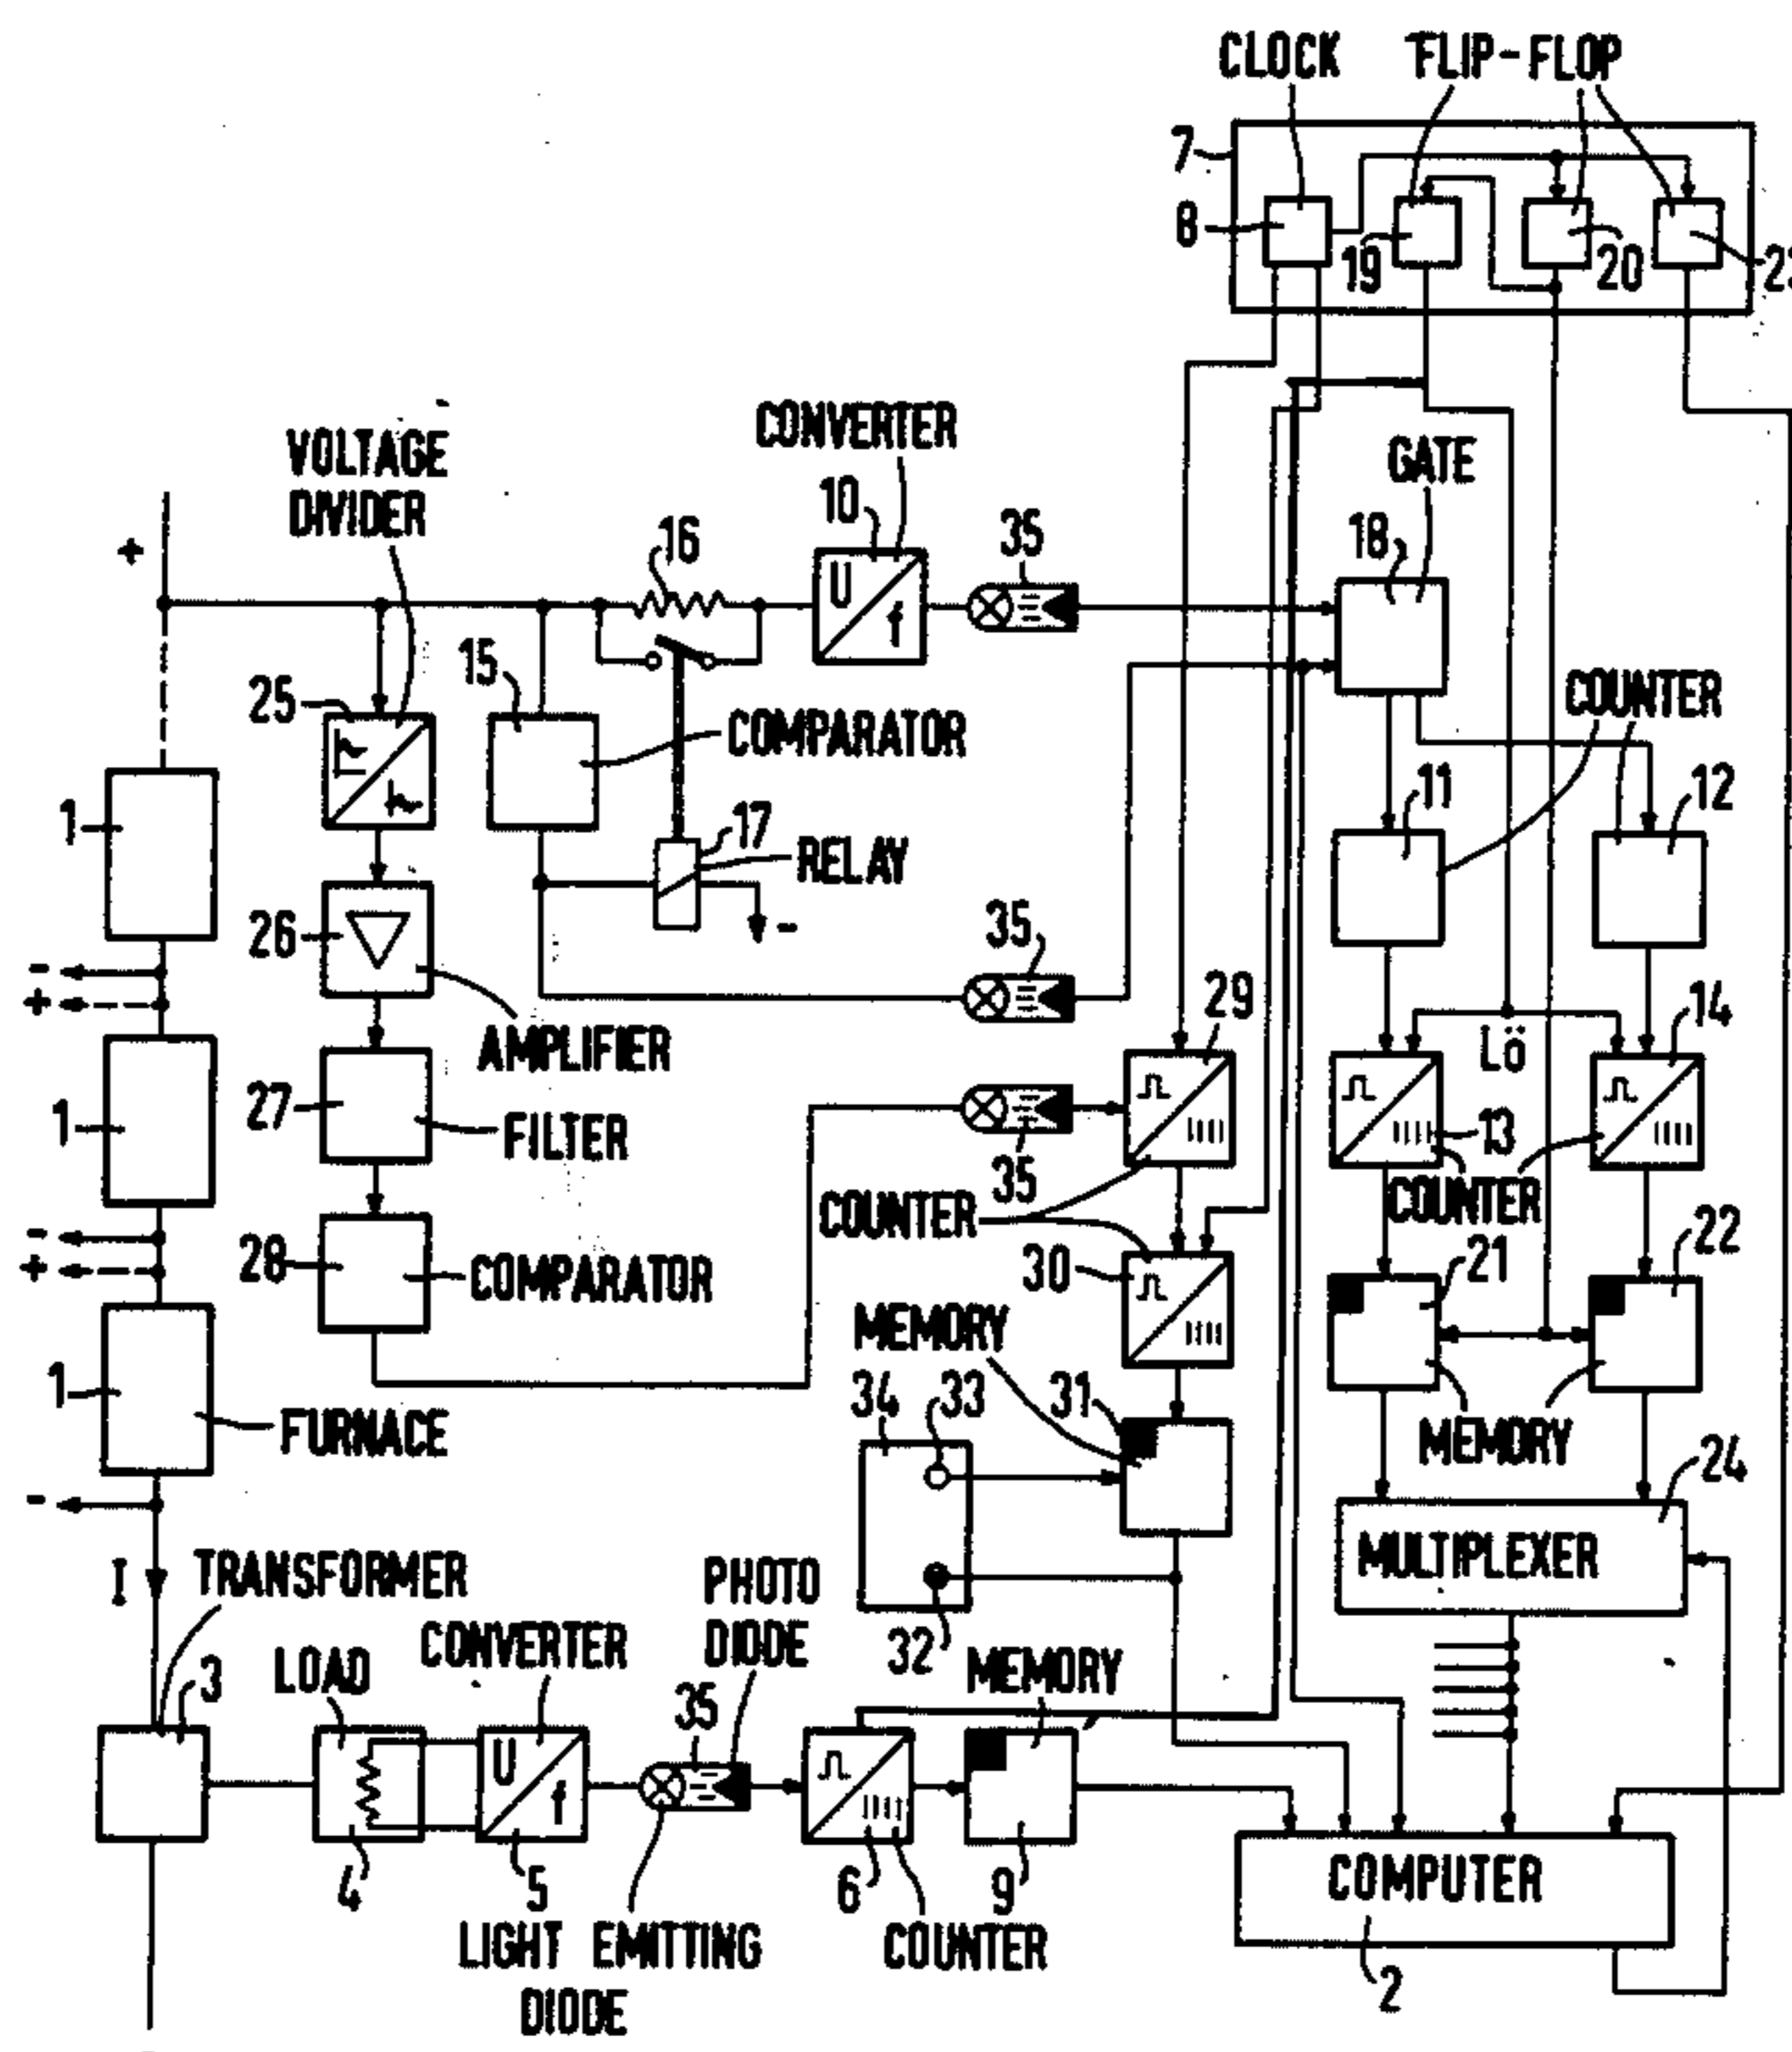 CLOCK FLIP-FLOP
7
8 19 20
CONVERTER
VOLTAGE
DIVIDER
GATE
+ 16 10 35 18
U
f
15
25
COMPARATOR
COUNTER
1 11 12
17
RELAY
26 - 35
-
+
29
AMPLIFIER 14
Lö
27
1 FILTER 35 13
COUNTER COUNTER
-
+
28 COMPARATOR 30 21 22
MEMORY
1 34 33 31
FURNACE MEMORY
24
-
MULTIPLEXER
I TRANSFORMER PHOTO
DIODE
CONVERTER
LOAD 32
3 35 MEMORY
U
f
4 5 6 9
COMPUTER
LIGHT EMITTING
DIODE
COUNTER
2